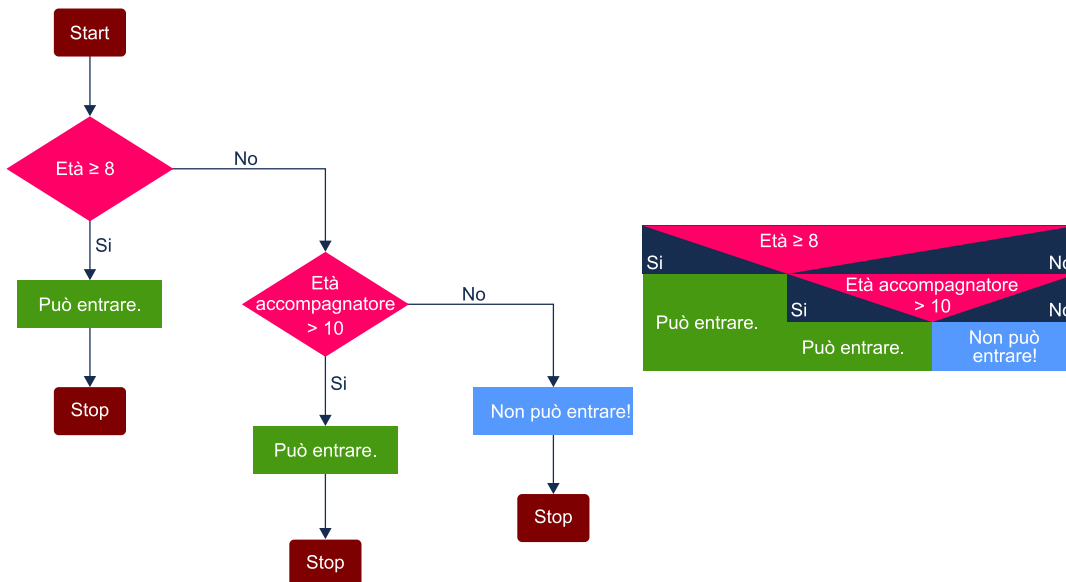 Start
Età ≥ 8
No
Si
Può entrare.
Stop
Età
accompagnatore
> 10
No
Si
Può entrare.
Stop
Non può entrare!
Stop
Età ≥ 8
Si
No
Può entrare.
Età accompagnatore
> 10
Si
No
Può entrare.
Non può
entrare!